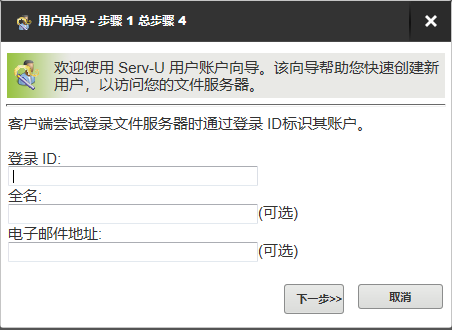 用户向导 - 步骤 1 总步骤 4
欢迎使用 Serv-U 用户账户向导。该向导帮助您快速创建新
用户，以访问您的文件服务器。
客户端尝试登录文件服务器时通过登录 ID标识其账户。
登录 ID:
全名:
(可选)
电子邮件地址:
(可选)
下一步>>
取消